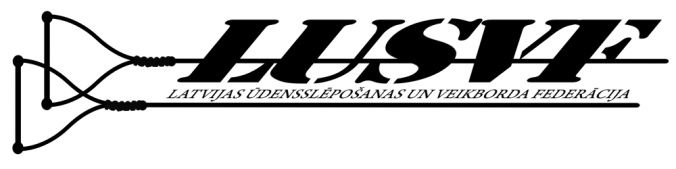 LUSVF
LATVIJAS ŪDENSSLĒPOŠANAS UN VEIKBORDA FEDERĀCIJA